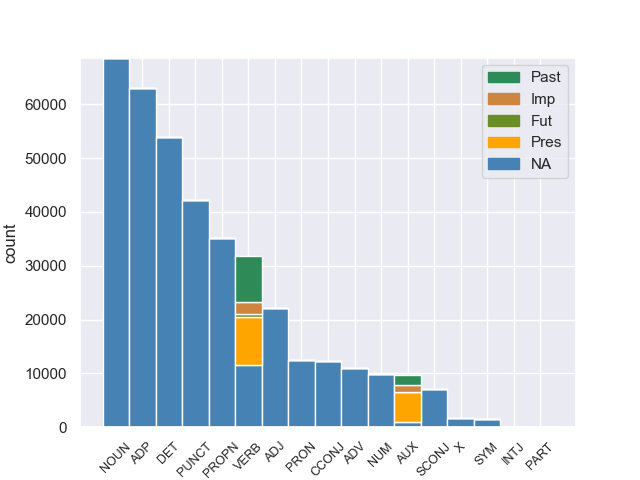 Past
Imp
Fut
Pres
NA
count
60000
50000
40000
30000
20000
10000
0
NOUN
ADP
DET
PUNCT
PROPN
VERB
ADJ
PRON
CCONJ
ADV
NUM
AUX
SCONJ
X
SYM
INTJ
PART